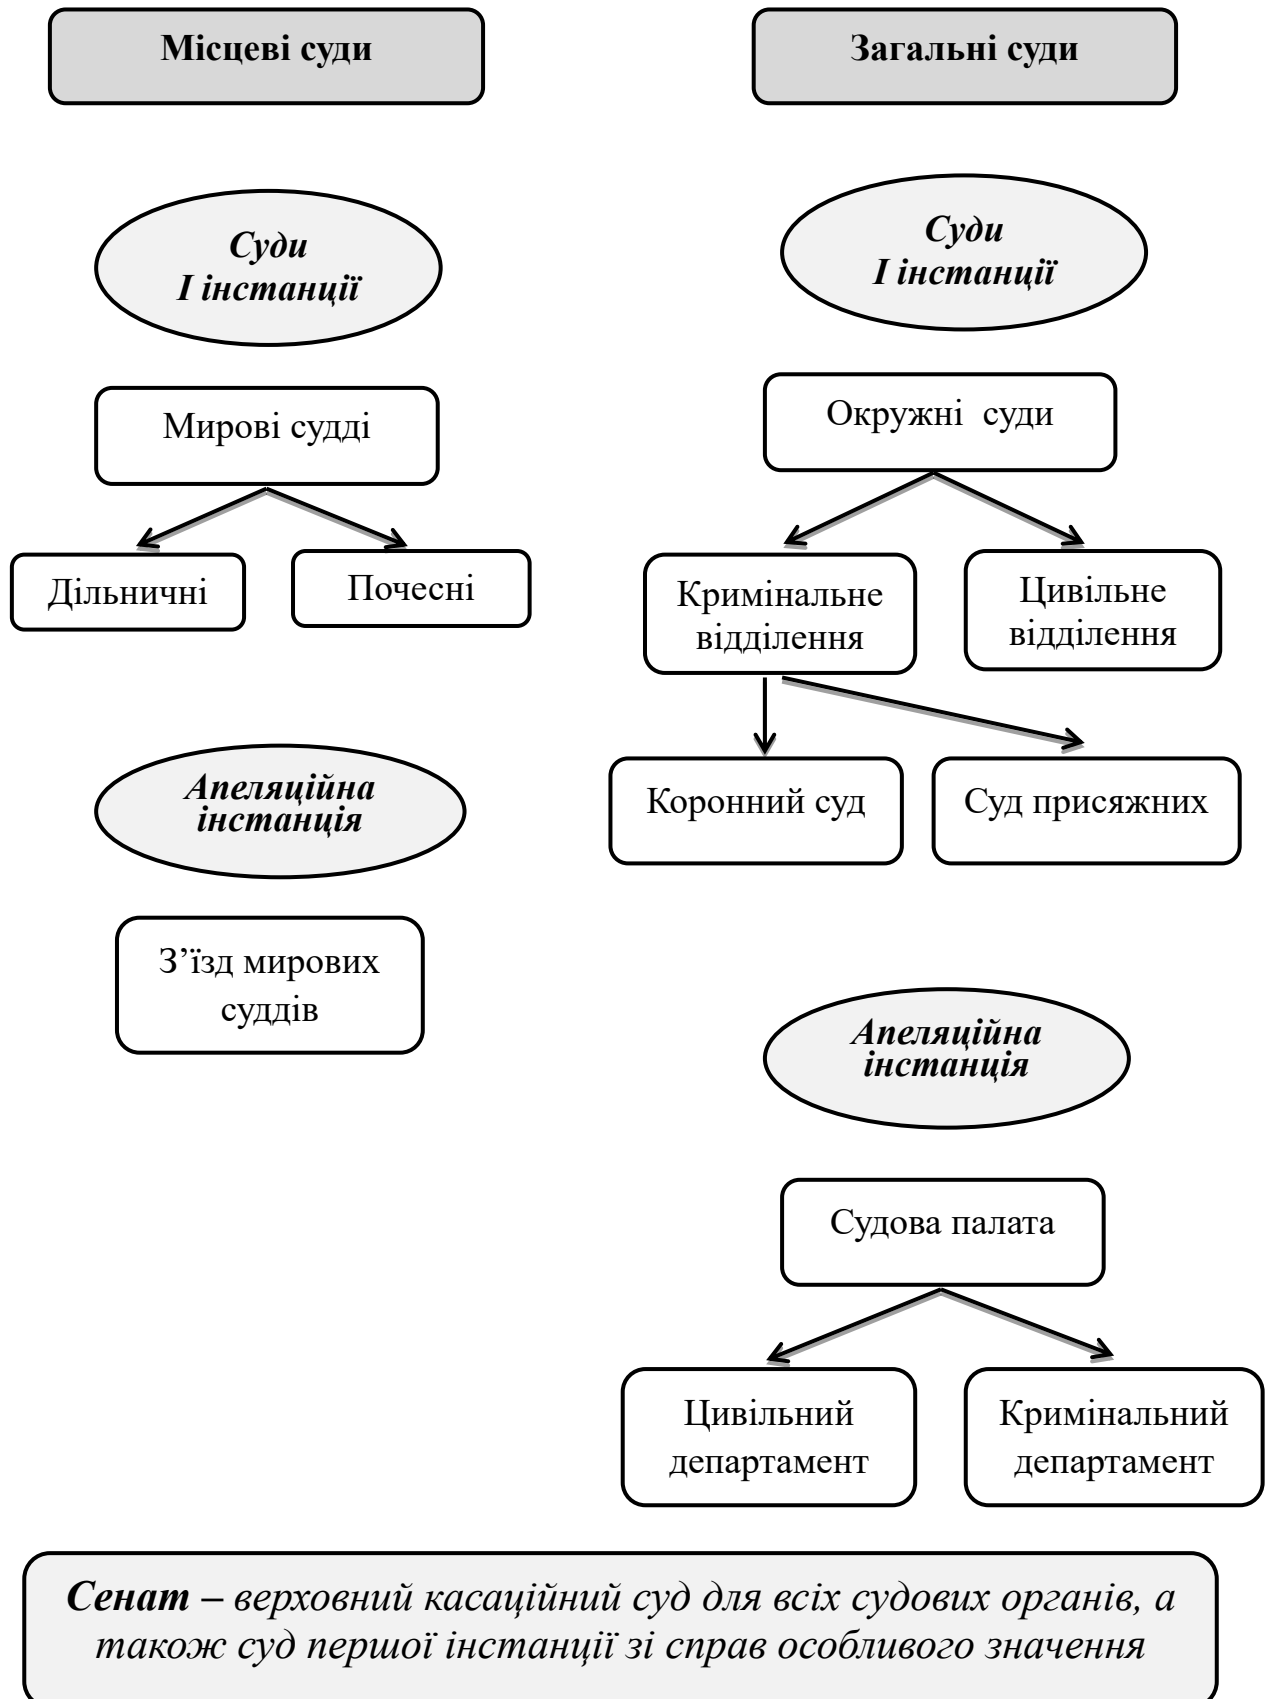 Місцеві суди
Загальні суди
Суди
І інстанції
Суди
І інстанції
Мирові судді
Окружні суди
Дільничні
Почесні
Кримінальне
відділення
Цивільне
відділення
Апеляційна
інстанція
Коронний суд
Суд присяжних
З’їзд мирових
суддів
Апеляційна
інстанція
Судова палата
Цивільний
департамент
Кримінальний
департамент
Сенат – верховний касаційний суд для всіх судових органів, а
також суд першої інстанції зі справ особливого значення